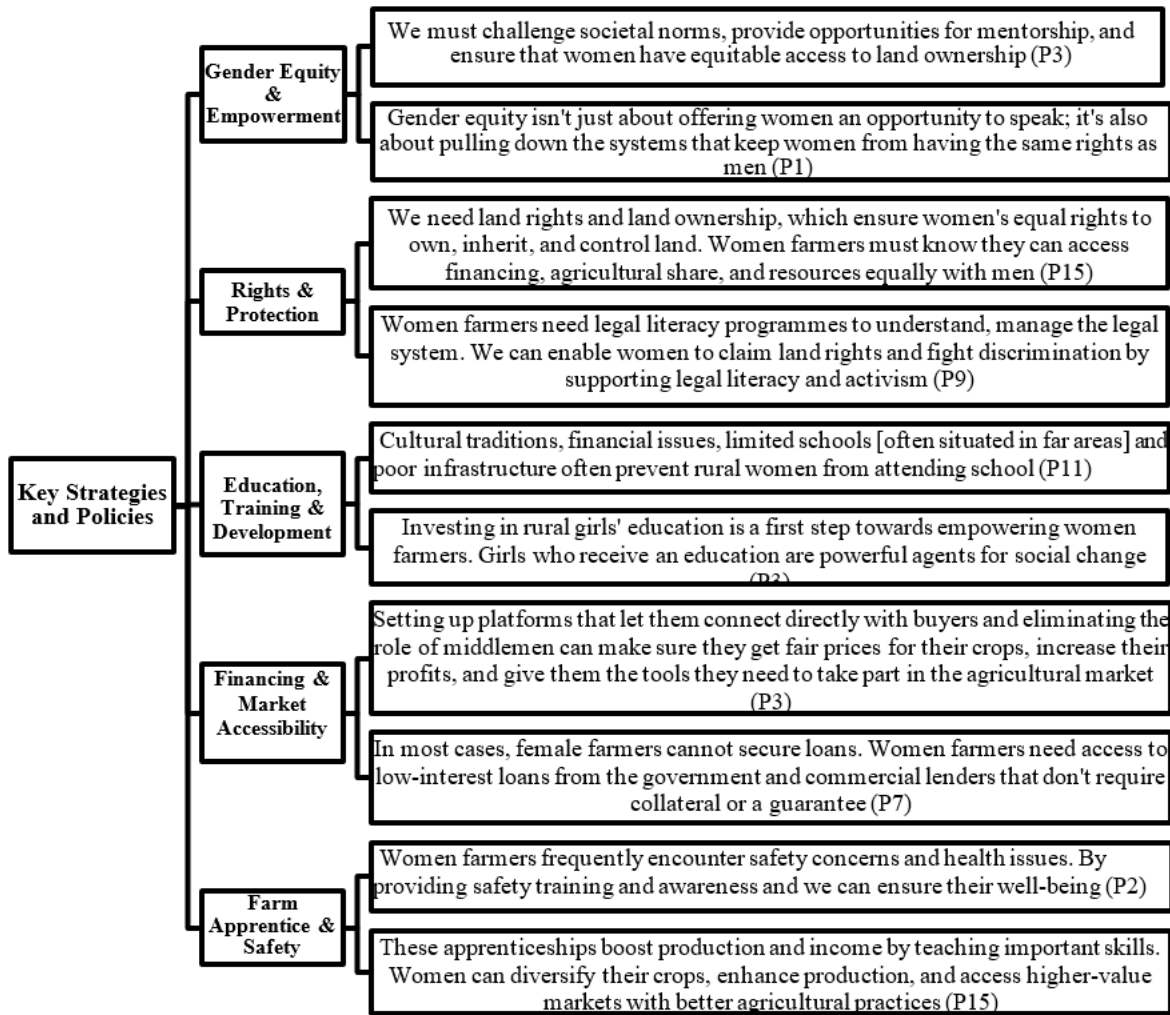 Key Strategies
and Policies
Gender Equity
&
Empowerment
We must challenge societal norms, provide opportunities for mentorship, and
ensure that women have equitable access to land ownership (P3)
Gender equity isn't just about offering women an opportunity to speak; it's also
about pulling down the systems that keep women from having the same rights as
men (P1)
Rights &
Protection
We need land rights and land ownership, which ensure women's equal rights to
own, inherit, and control land. Women farmers must know they can access
financing, agricultural share, and resources equally with men (P15)
Women farmers need legal literacy programmes to understand, manage the legal
system. We can enable women to claim land rights and fight discrimination by
supporting legal literacy and activism (P9)
Education,
Training &
Development
Cultural traditions, financial issues, limited schools [often situated in far areas] and
poor infrastructure often prevent rural women from attending school (P11)
Investing in rural girls' education is a first step towards empowering women
farmers. Girls who receive an education are powerful agents for social change
(P3)
Financing &
Market
Accessibility
Setting up platforms that let them connect directly with buyers and eliminating the
role of middlemen can make sure they get fair prices for their crops, increase their
profits, and give them the tools they need to take part in the agricultural market
(P3)
In most cases, female farmers cannot secure loans. Women farmers need access to
low-interest loans from the government and commercial lenders that don't require
collateral or a guarantee (P7)
Farm
Apprentice &
Safety
Women farmers frequently encounter safety concerns and health issues. By
providing safety training and awareness and we can ensure their well-being (P2)
These apprenticeships boost production and income by teaching important skills.
Women can diversify their crops, enhance production, and access higher-value
markets with better agricultural practices (P15)